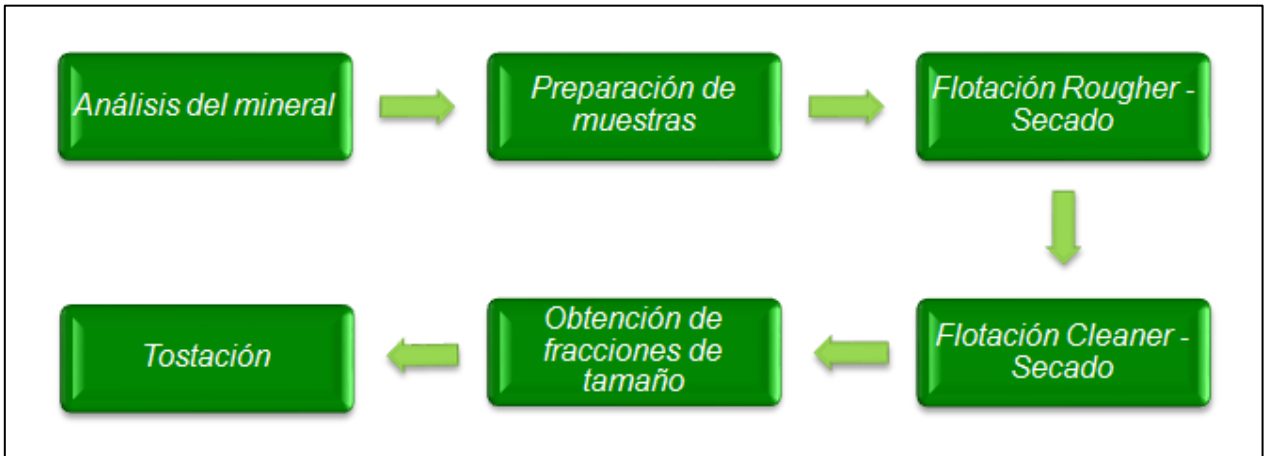 Análisis del mineral
Preparación de
muestras
Flotación Rougher -
Secado
Flotación Cleaner -
Secado
Obtención de
fracciones de
tamaño
Tostación